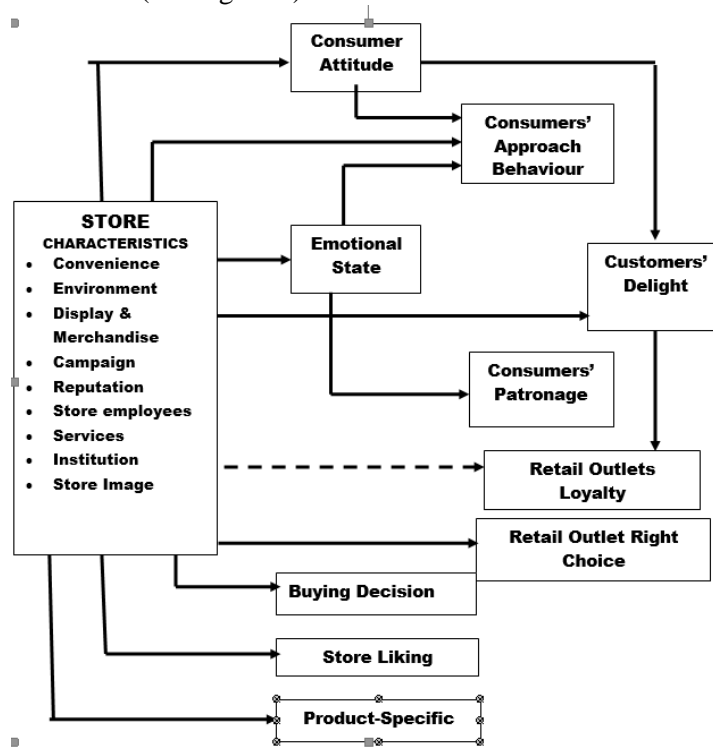 Consumer
Attitude
Consumers'
Approach
Behaviour
STORE
CHARACTERISTICS
• Convenience
• Environment
• Display &
Merchandise
• Campaign
• Reputation
• Store employees
• Services
• Institution
• Store Image
Emotional
State
Customers'
Delight
Consumers'
Patronage
Retail Outlets
Loyalty
Retail Outlet Right
Choice
Buying Decision
Store Liking
Product-Specific